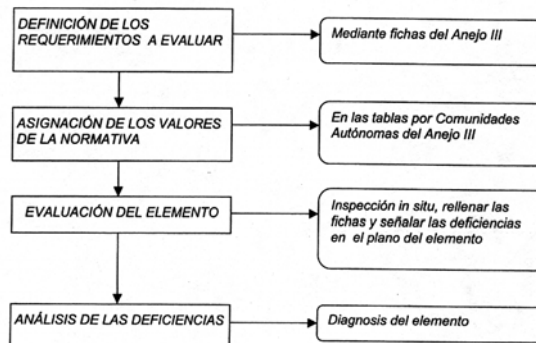 DEFINICIÓN DE LOS
REQUERIMIENTOS A EVALUAR
Mediante fichas del Anejo III
ASIGNACIÓN DE LOS VALORES
DE LA NORMATIVA
En las tablas por Comunidades
Autónomas del Anejo III
EVALUACIÓN DEL ELEMENTO
Inspección in situ, rellenar las
fichas y señalar las deficiencias
en el plano del elemento
ANÁLISIS DE LAS DEFICIENCIAS
Diagnosis del elemento